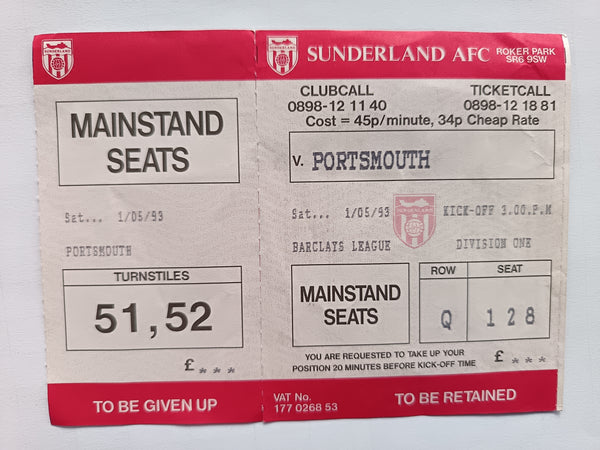 SUNDERLAND
MAINSTAND
SEATS
Sat... 1/05/93
PORTSMOUTH
TURNSTILES
51,52
£ ***
TO BE GIVEN UP
SUNDERLAND
SUNDERLAND AFC ROKER PARK
SR6 9SW
CLUBCALL TICKETCALL
0898-12 11 40 0898-12 18 81
Cost = 45p/minute, 34p Cheap Rate
V. PORTSMOUTH
Sat... 1/05/93 KICK-OFF 3.00.P.M
SUNDERLAND
BARCLAYS LEAGUE DIVISION ONE
MAINSTAND
SEATS
ROW SEAT
Q 128
YOU ARE REQUESTED TO TAKE UP YOUR
POSITION 20 MINUTES BEFORE KICK-OFF TIME
£ ***
VAT No.
177 0268 53
TO BE RETAINED